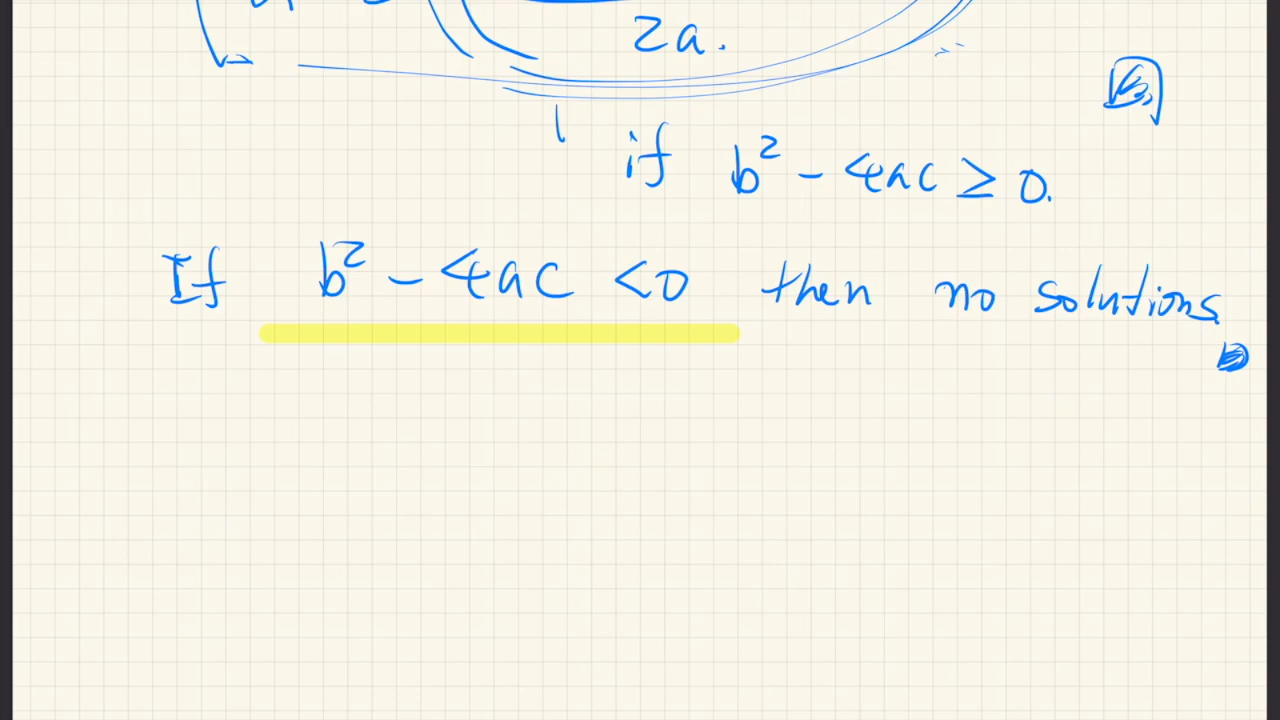 2a.
if b² - 4ac ≥ 0.
If b² - 4ac < 0 then no solutions